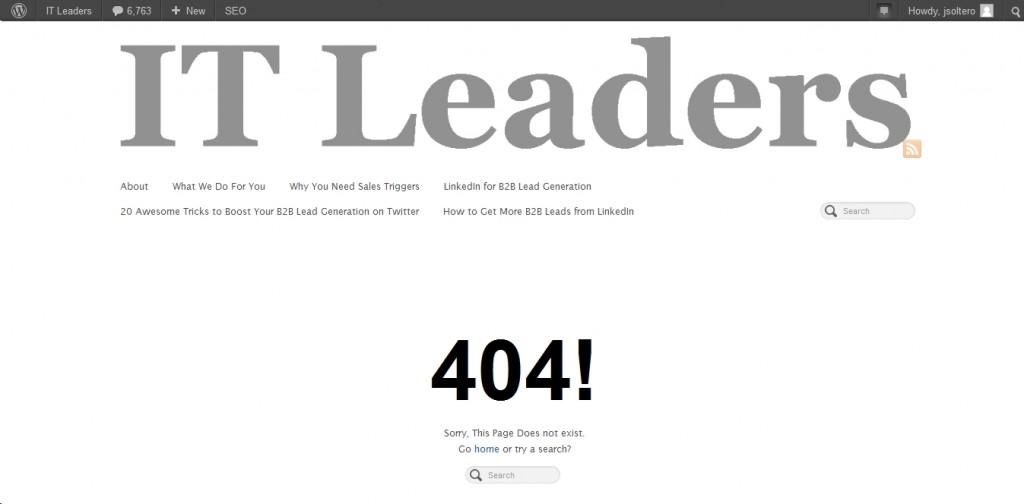 IT Leaders 6,763 New SEO Howdy, jsoltero
IT Leaders
About What We Do For You Why You Need Sales Triggers LinkedIn for B2B Lead Generation
20 Awesome Tricks to Boost Your B2B Lead Generation on Twitter How to Get More B2B Leads from LinkedIn Search
404!
Sorry, This Page Does not exist.
Go home or try a search?
Search